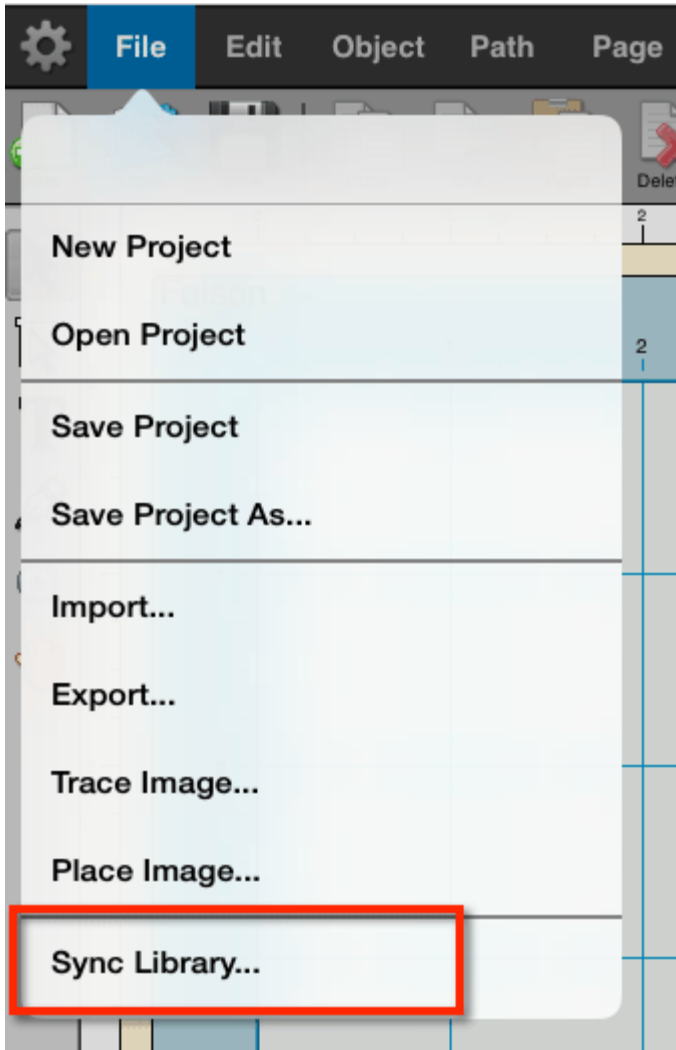 File Edit Object Path Page
Delet
2
New Project
Open Project
2
Save Project
Save Project As...
Import...
Export...
Trace Image...
Place Image...
Sync Library...